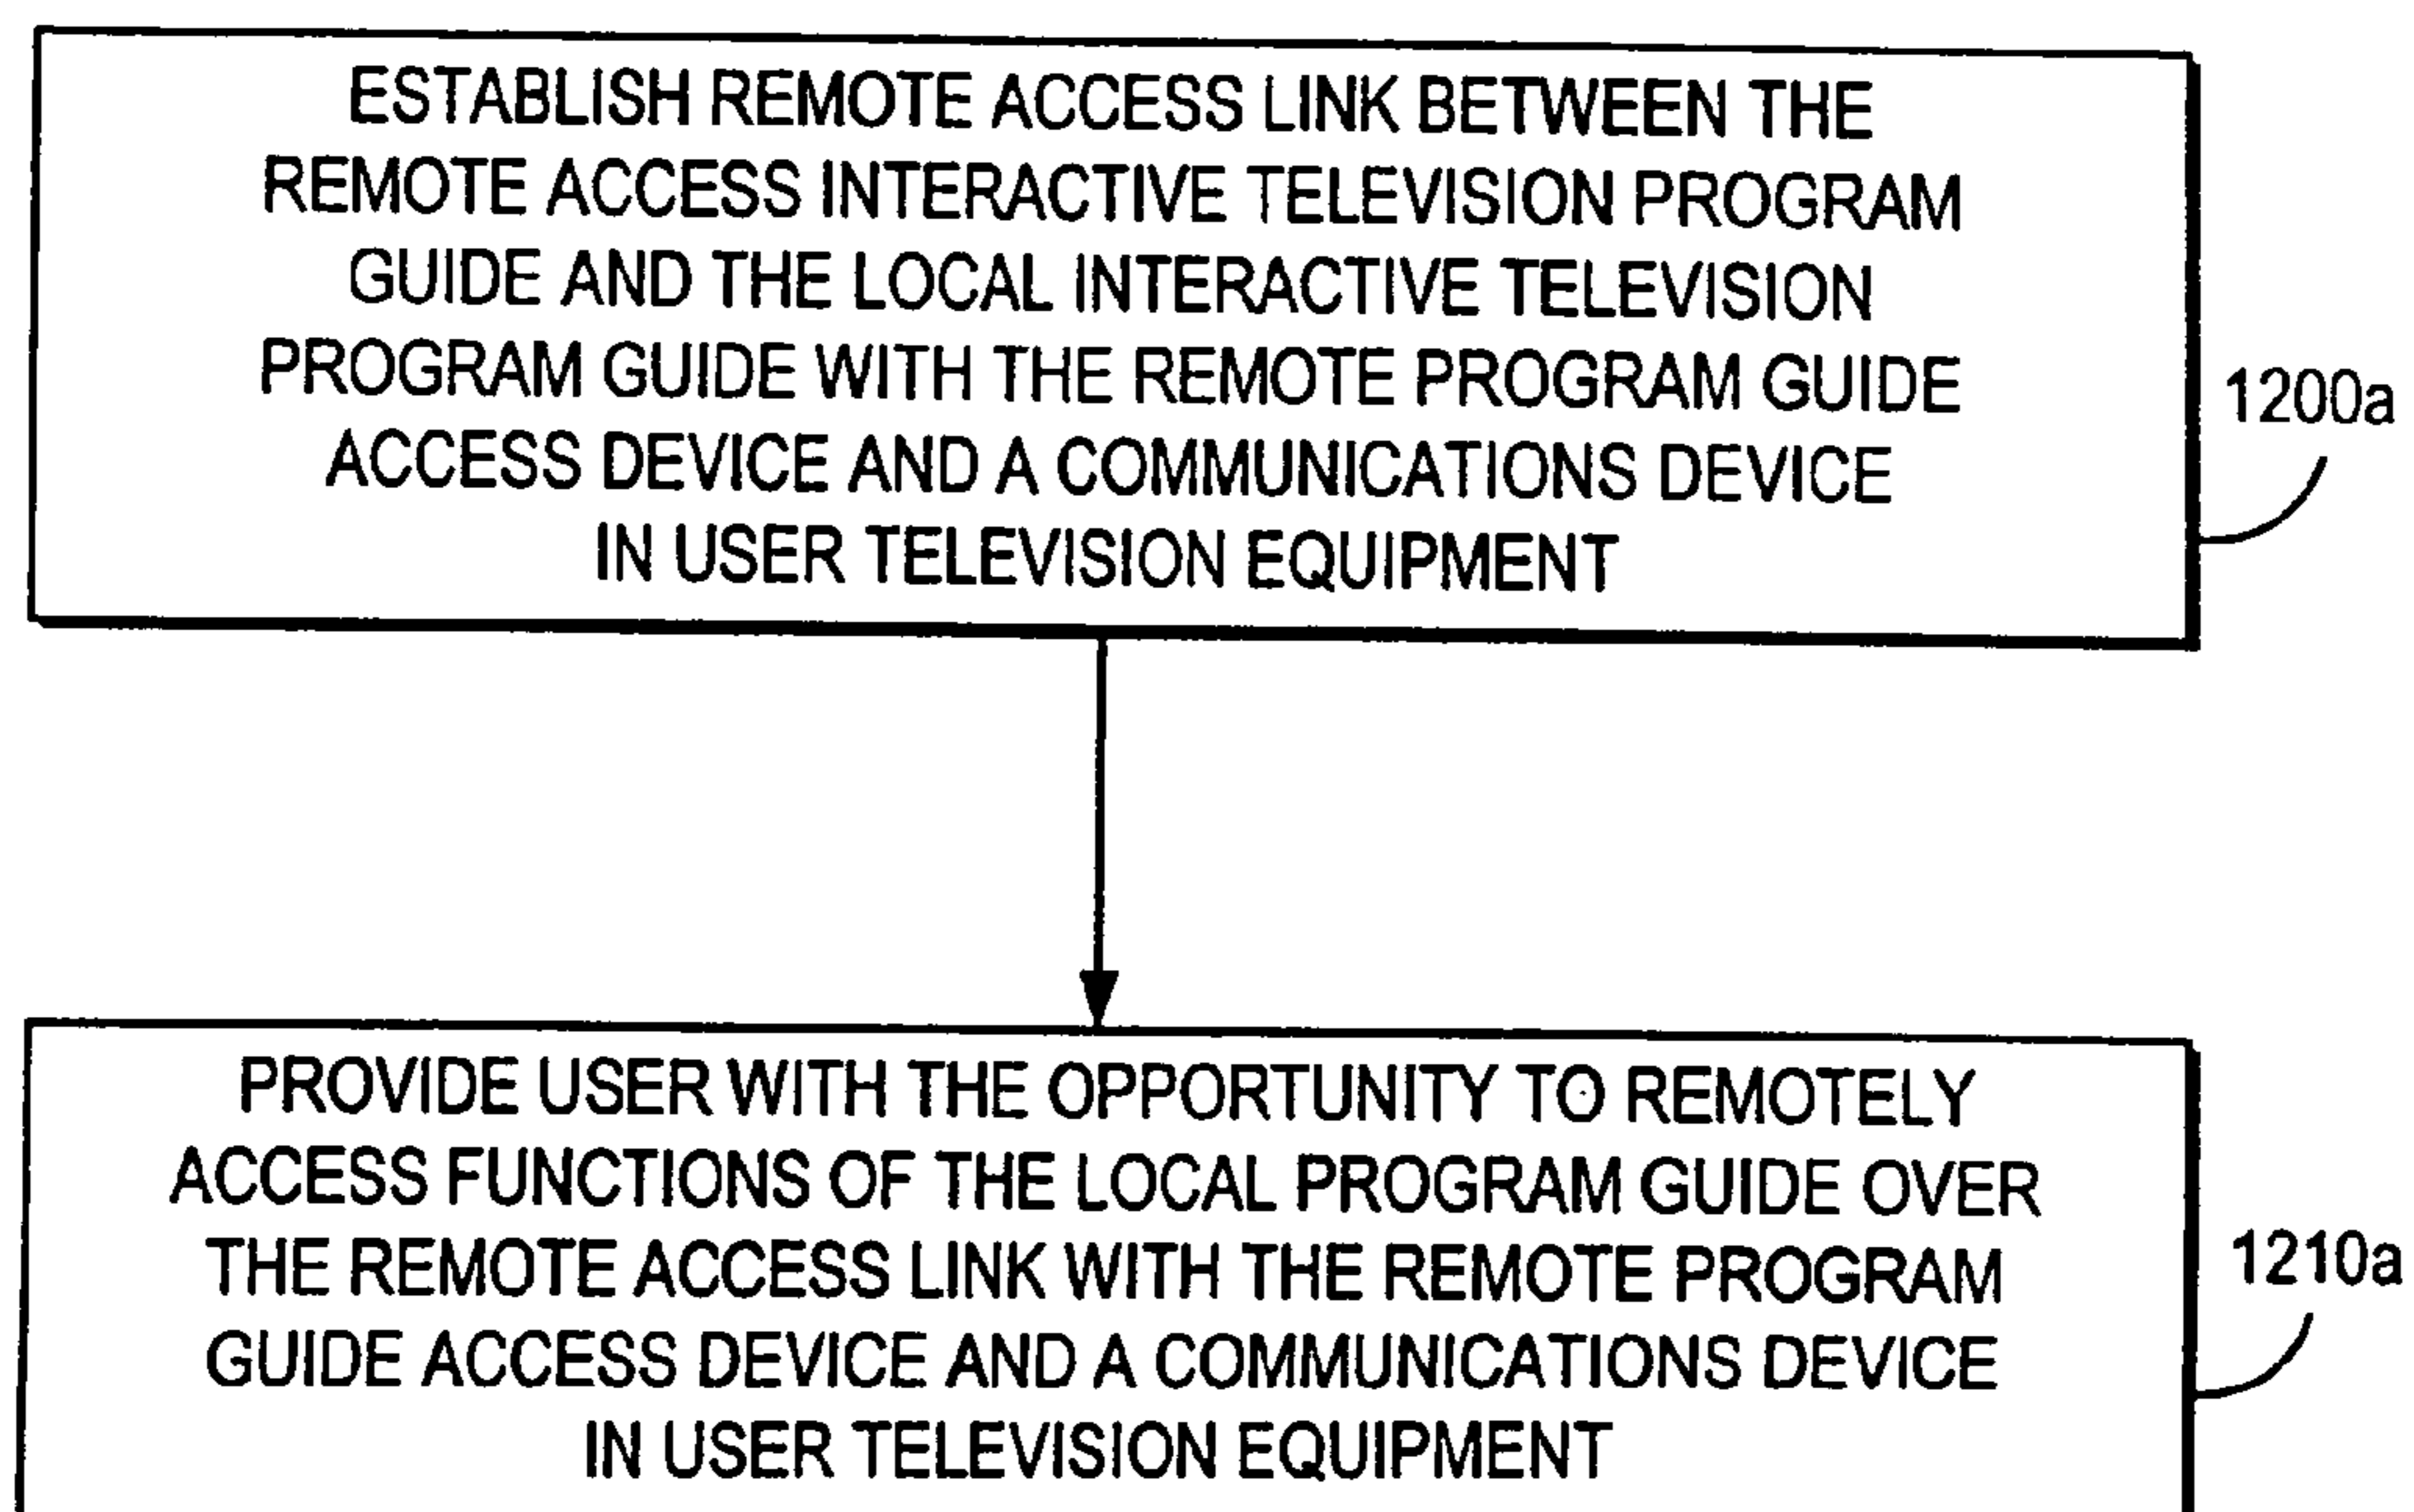 ESTABLISH REMOTE ACCESS LINK BETWEEN THE
REMOTE ACCESS INTERACTIVE TELEVISION PROGRAM
GUIDE AND THE LOCAL INTERACTIVE TELEVISION
PROGRAM GUIDE WITH THE REMOTE PROGRAM GUIDE
ACCESS DEVICE AND A COMMUNICATIONS DEVICE
IN USER TELEVISION EQUIPMENT
1200a
PROVIDE USER WITH THE OPPORTUNITY TO REMOTELY
ACCESS FUNCTIONS OF THE LOCAL PROGRAM GUIDE OVER
THE REMOTE ACCESS LINK WITH THE REMOTE PROGRAM
GUIDE ACCESS DEVICE AND A COMMUNICATIONS DEVICE
IN USER TELEVISION EQUIPMENT
1210a